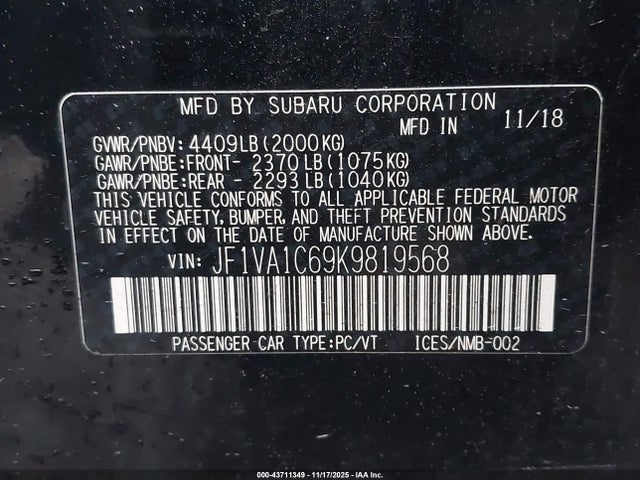 MFD BY SUBARU CORPORATION
MFD IN 11/18
GVWR/PNBV: 4409LB(2000KG)
GAWR/PNBE:FRONT- 2370LB(1075KG)
GAWR/PNBE:REAR - 2293LB(1040KG)
THIS VEHICLE CONFORMS TO ALL APPLICABLE FEDERAL MOTOR
VEHICLE SAFETY, BUMPER, AND THEFT PREVENTION STANDARDS
IN EFFECT ON THE DATE OF MANUFACTURE SHOWN ABOVE.
VIN: JF1VA1C69K9819568
PASSENGER CAR TYPE:PC/VT ICES/NMB-002
000-43711349 - 11/17/2025 - IAA Inc.